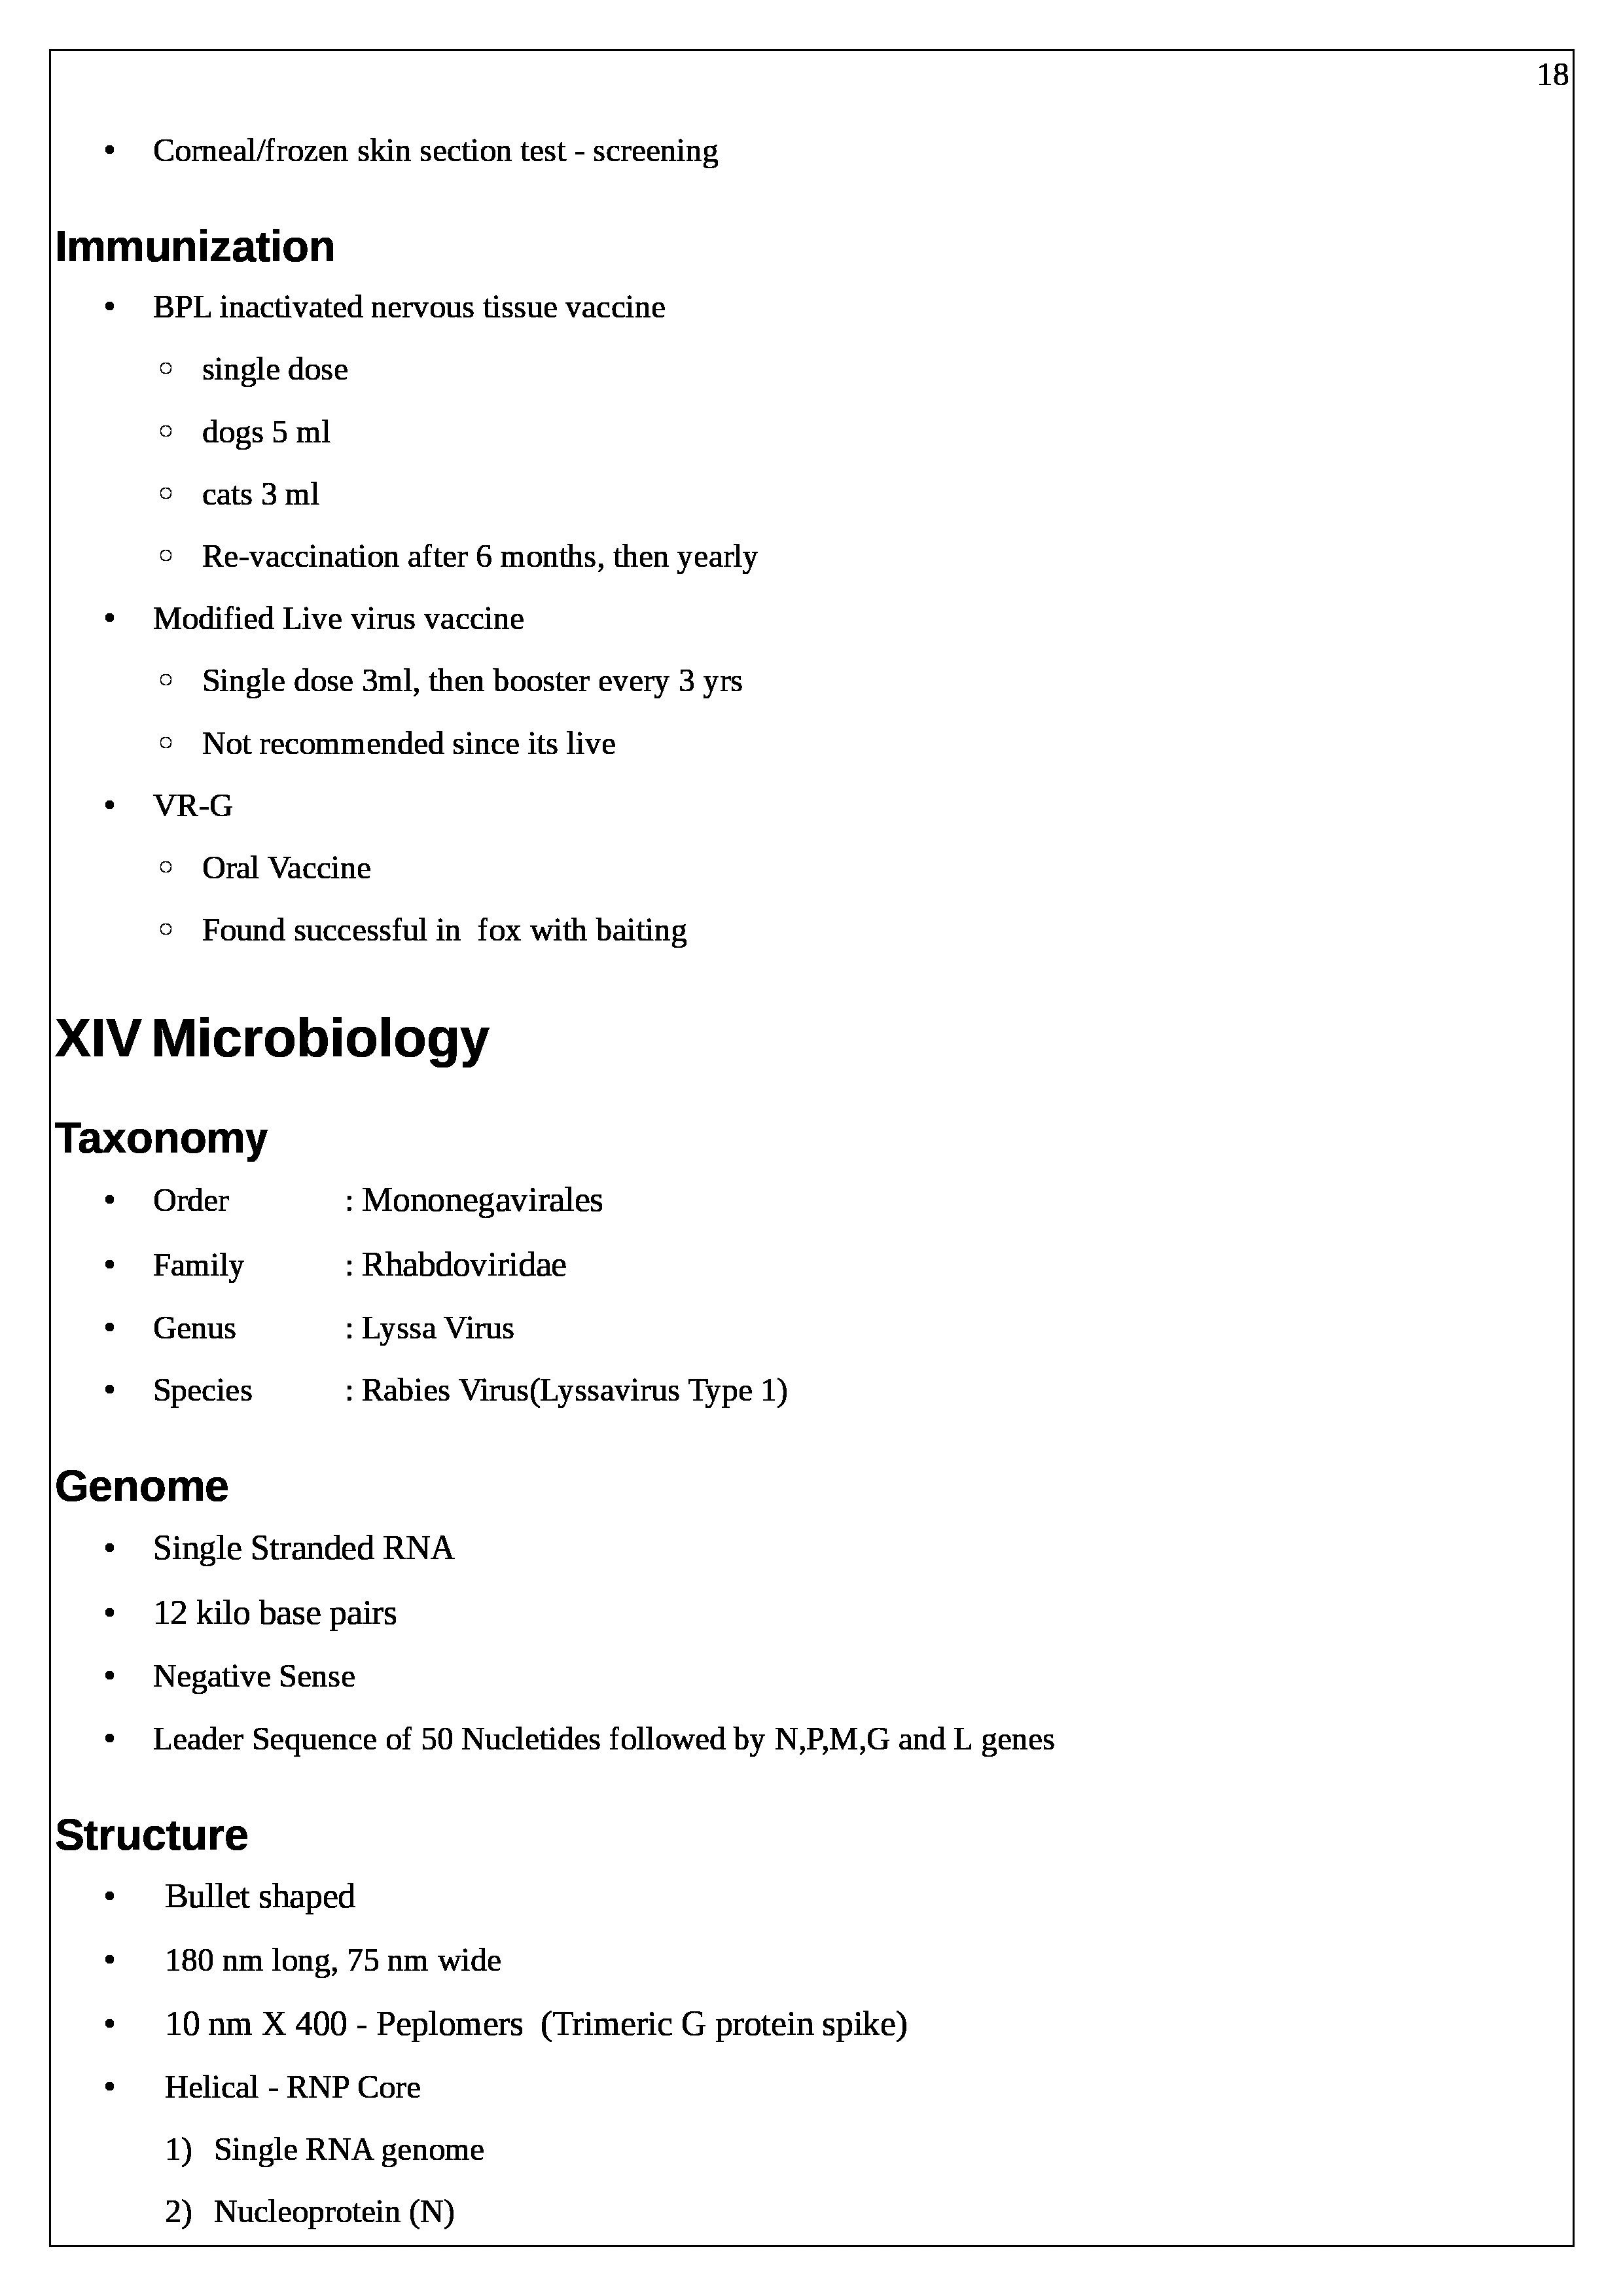 18
• Corneal/frozen skin section test - screening
Immunization
• BPL inactivated nervous tissue vaccine
○ single dose
○ dogs 5 ml
○ cats 3 ml
○ Re-vaccination after 6 months, then yearly
• Modified Live virus vaccine
○ Single dose 3ml, then booster every 3 yrs
○ Not recommended since its live
• VR-G
○ Oral Vaccine
○ Found successful in  fox with baiting
XIV Microbiology
Taxonomy
• Order : Mononegavirales
• Family : Rhabdoviridae
• Genus : Lyssa Virus
• Species : Rabies Virus(Lyssavirus Type 1)
Genome
• Single Stranded RNA
• 12 kilo base pairs
• Negative Sense
• Leader Sequence of 50 Nucletides followed by N,P,M,G and L genes
Structure
• Bullet shaped
• 180 nm long, 75 nm wide
• 10 nm X 400 - Peplomers  (Trimeric G protein spike)
• Helical - RNP Core
1) Single RNA genome
2) Nucleoprotein (N)